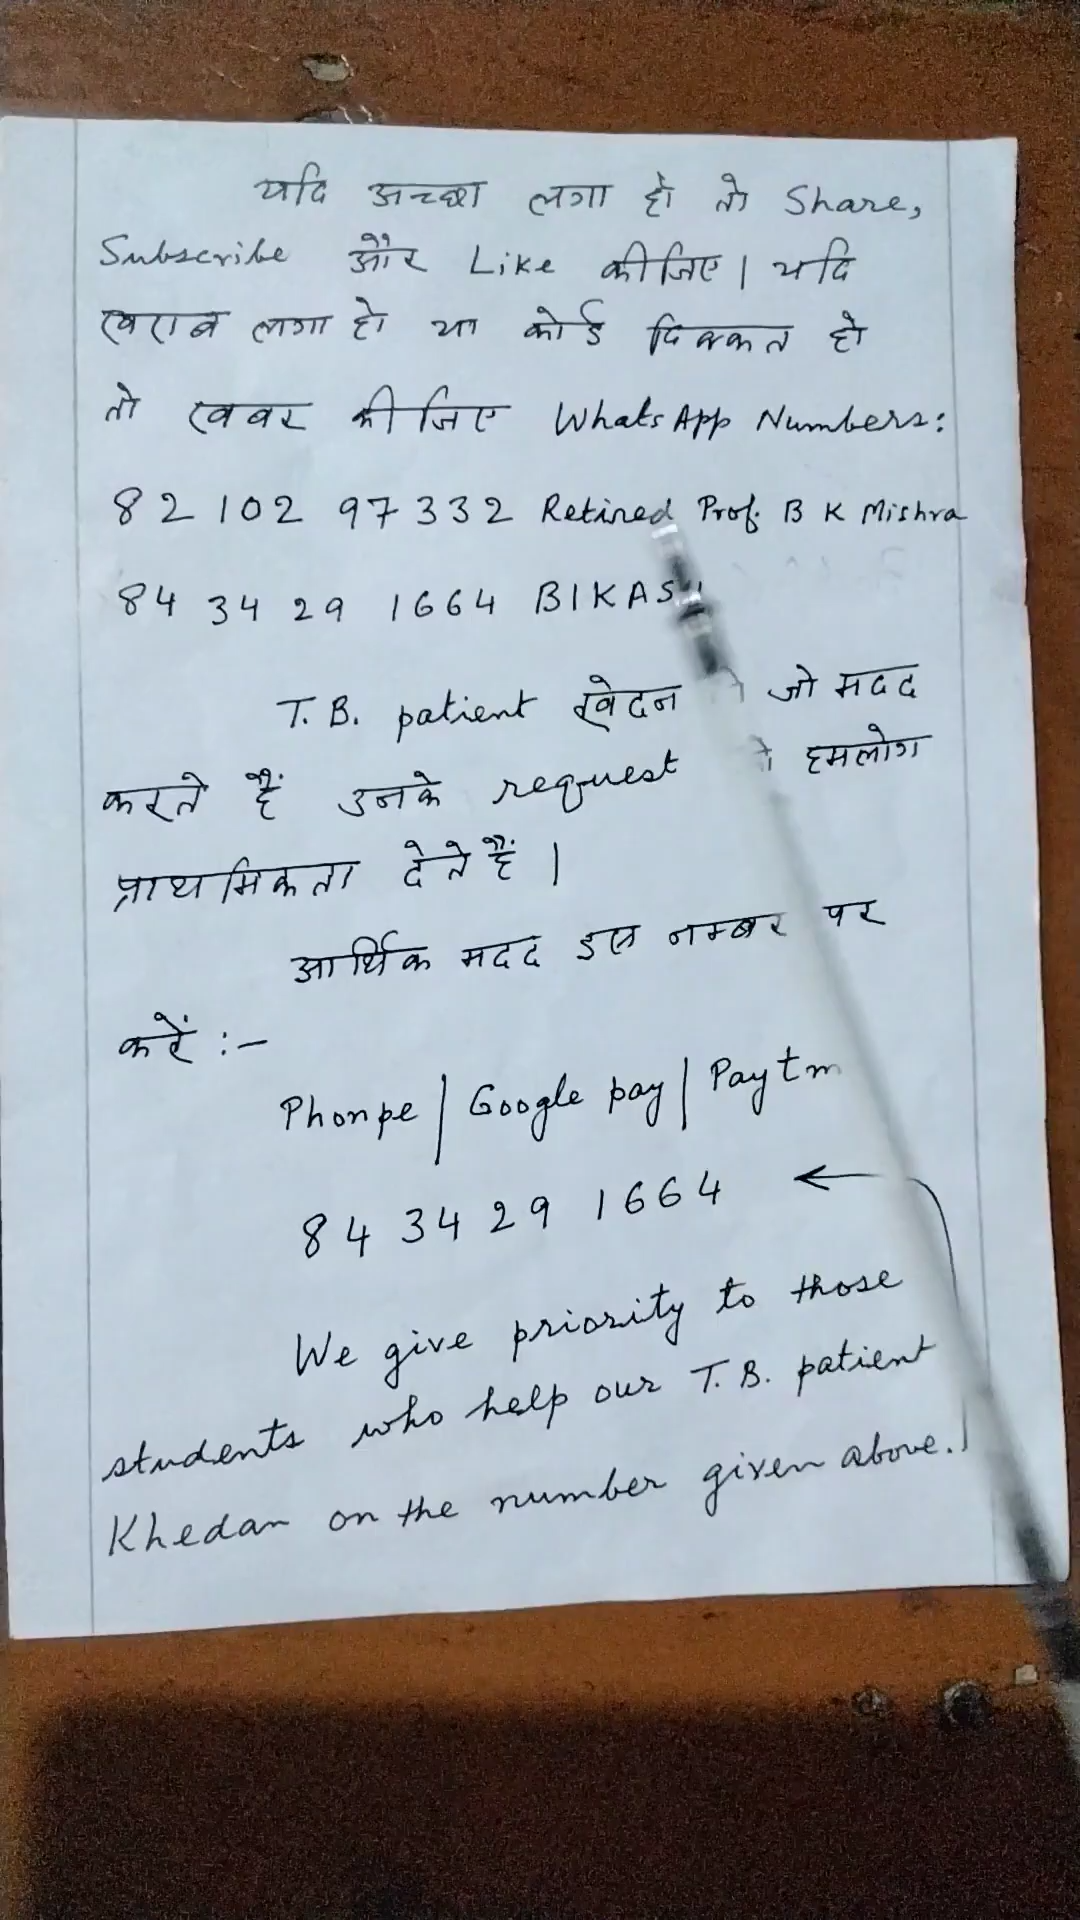 यदि अच्छा लगा हो तो Share,
Subscribe और Like कीजिए। यदि
खराब लगा हो या कोई दिक्कत हो
तो खबर कीजिए WhatsApp Numbers:
82 102 97332 Retired Prof. B K Mishra
84 34 29 1664 BIKASH
T. B. patient खेदन जो मदद
करते हैं उनके request हमलोग
प्राथमिकता देते हैं।
आर्थिक मदद इस नम्बर पर
करें :-
Phonpe | Google pay | Paytm
84 34 29 1664 ←
We give priority to those
students who help our T. B. patient
Khedan on the number given above.